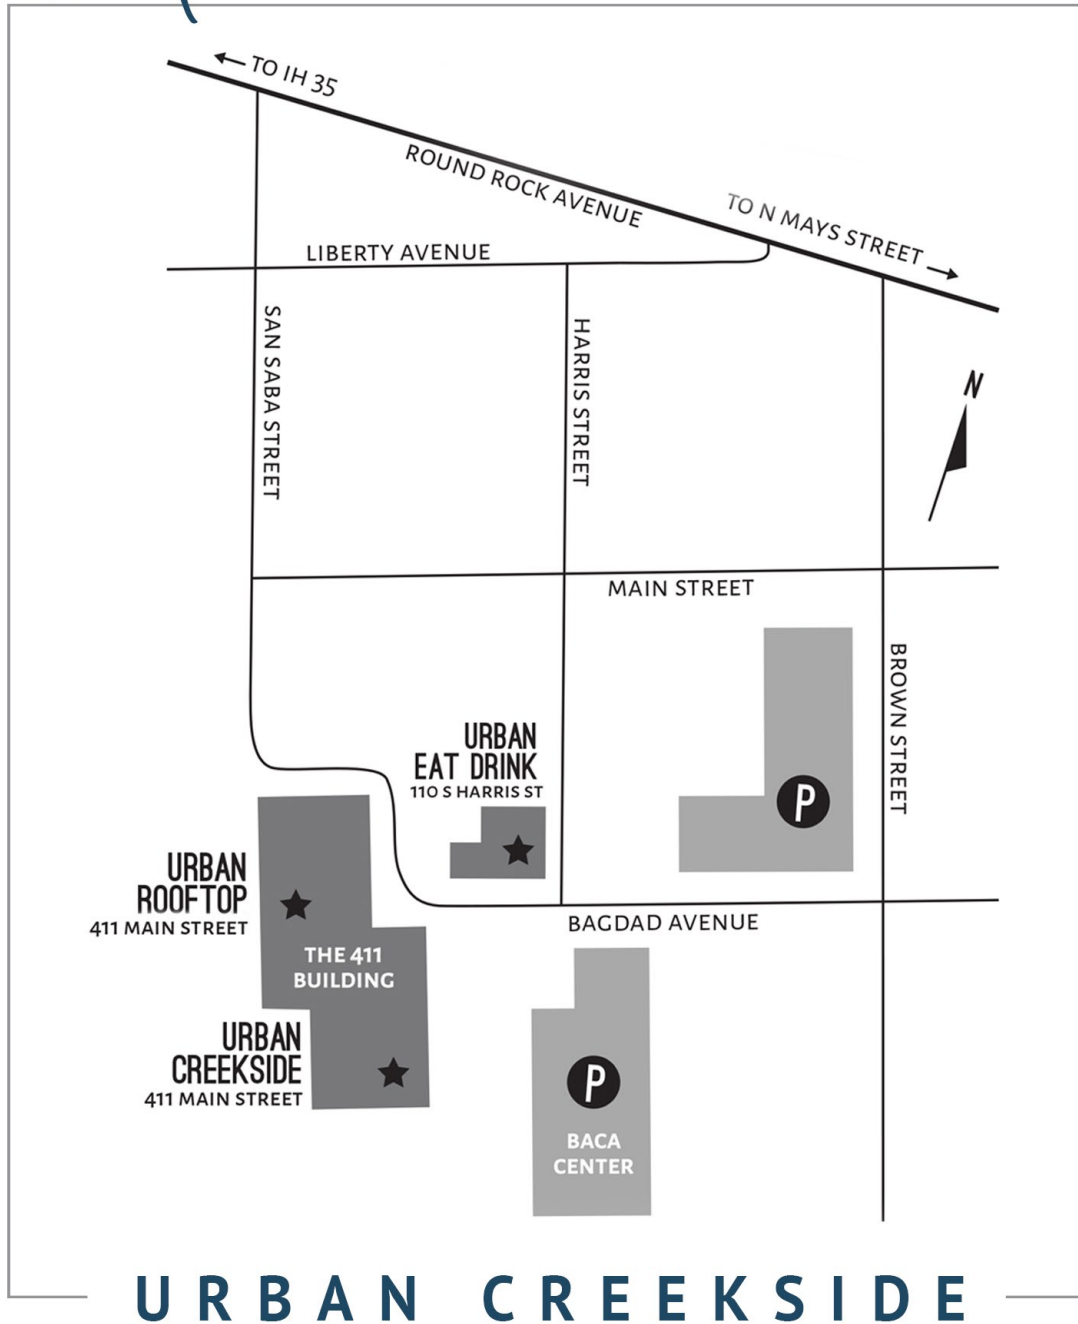 TO IH 35
ROUND ROCK AVENUE
TO N MAYS STREET
LIBERTY AVENUE
SAN SABA STREET
HARRIS STREET
N
MAIN STREET
BROWN STREET
URBAN
EAT DRINK
110 S HARRIS ST
P
URBAN
ROOFTOP
411 MAIN STREET
BAGDAD AVENUE
THE 411
BUILDING
URBAN
CREEKSIDE
411 MAIN STREET
P
BACA
CENTER
URBAN CREEKSIDE